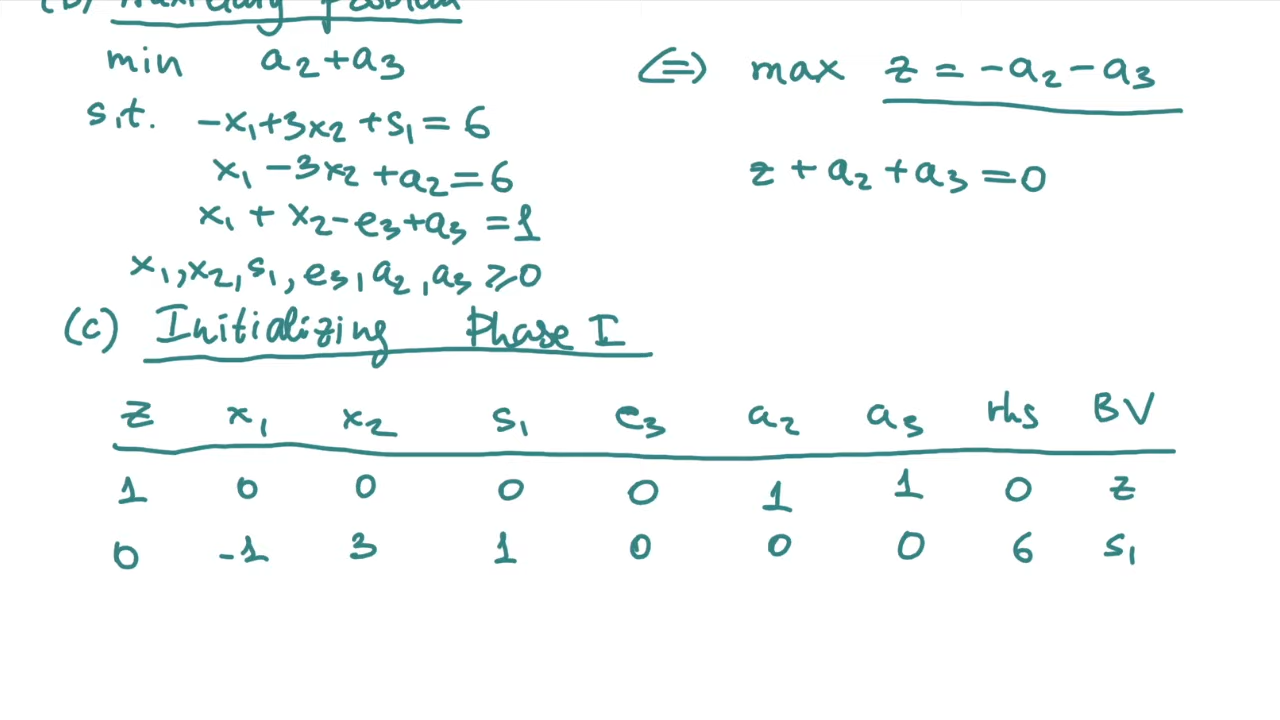 (b) Auxiliary problem
min a₂+a₃
s.t. -x₁+3x₂+s₁=6
x₁-3x₂+a₂=6
x₁+x₂-e₃+a₃=1
x₁,x₂,s₁,e₃,a₂,a₃≥0
(⇔) max z=-a₂-a₃
z+a₂+a₃=0
(c) Initializing Phase I
z x₁ x₂ s₁ e₃ a₂ a₃ rhs BV
1 0 0 0 0 1 1 0 z
0 -1 3 1 0 0 0 6 s₁